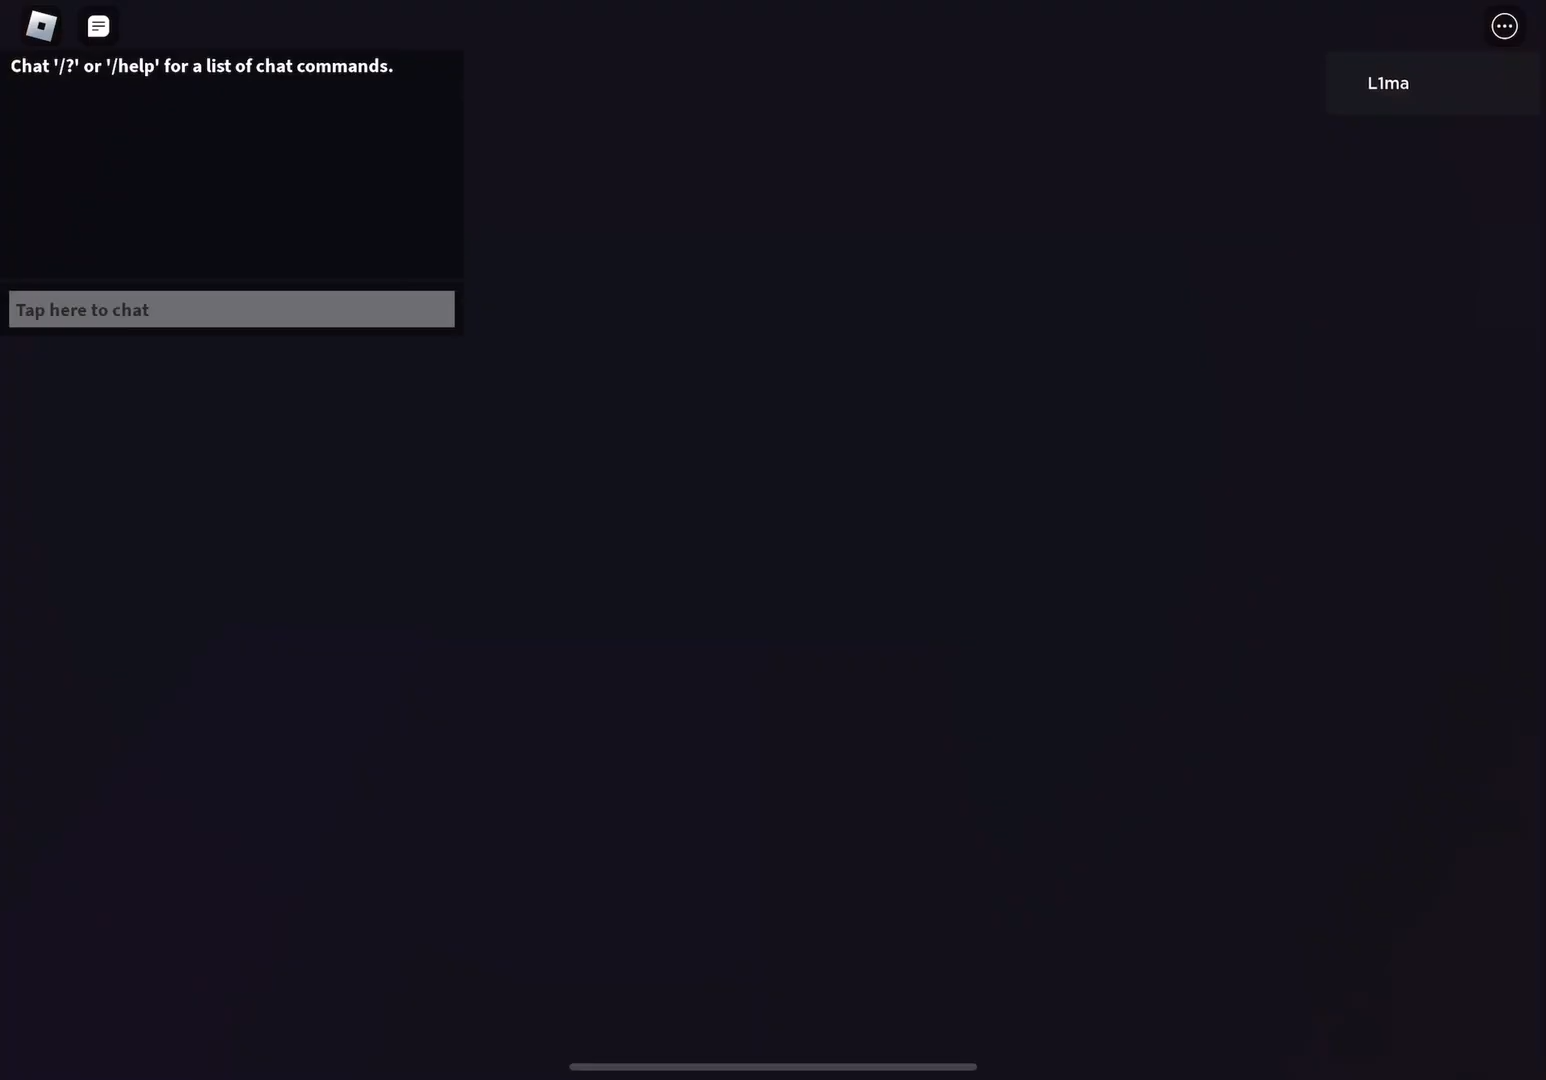 Chat '/?' or '/help' for a list of chat commands.
L1ma
Tap here to chat